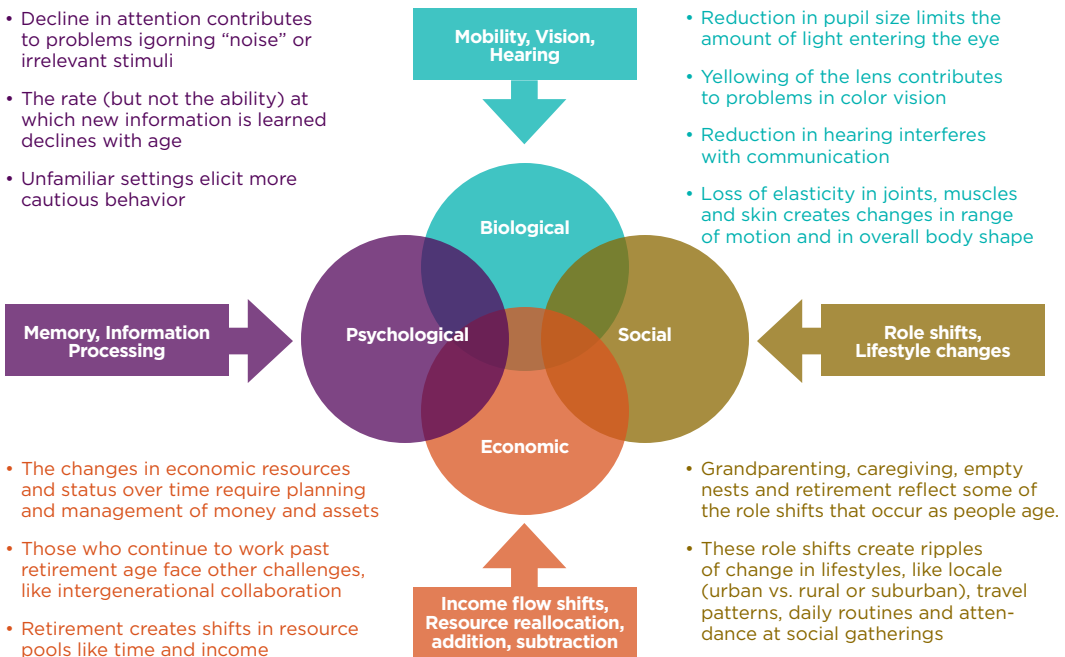 • Decline in attention contributes
to problems igorning “noise” or
irrelevant stimuli
• The rate (but not the ability) at
which new information is learned
declines with age
• Unfamiliar settings elicit more
cautious behavior
Mobility, Vision,
Hearing
• Reduction in pupil size limits the
amount of light entering the eye
• Yellowing of the lens contributes
to problems in color vision
• Reduction in hearing interferes
with communication
• Loss of elasticity in joints, muscles
and skin creates changes in range
of motion and in overall body shape
Biological
Memory, Information
Processing
Psychological
Social
Role shifts,
Lifestyle changes
Economic
• The changes in economic resources
and status over time require planning
and management of money and assets
• Those who continue to work past
retirement age face other challenges,
like intergenerational collaboration
• Retirement creates shifts in resource
pools like time and income
Income flow shifts,
Resource reallocation,
addition, subtraction
• Grandparenting, caregiving, empty
nests and retirement reflect some of
the role shifts that occur as people age.
• These role shifts create ripples
of change in lifestyles, like locale
(urban vs. rural or suburban), travel
patterns, daily routines and atten-
dance at social gatherings